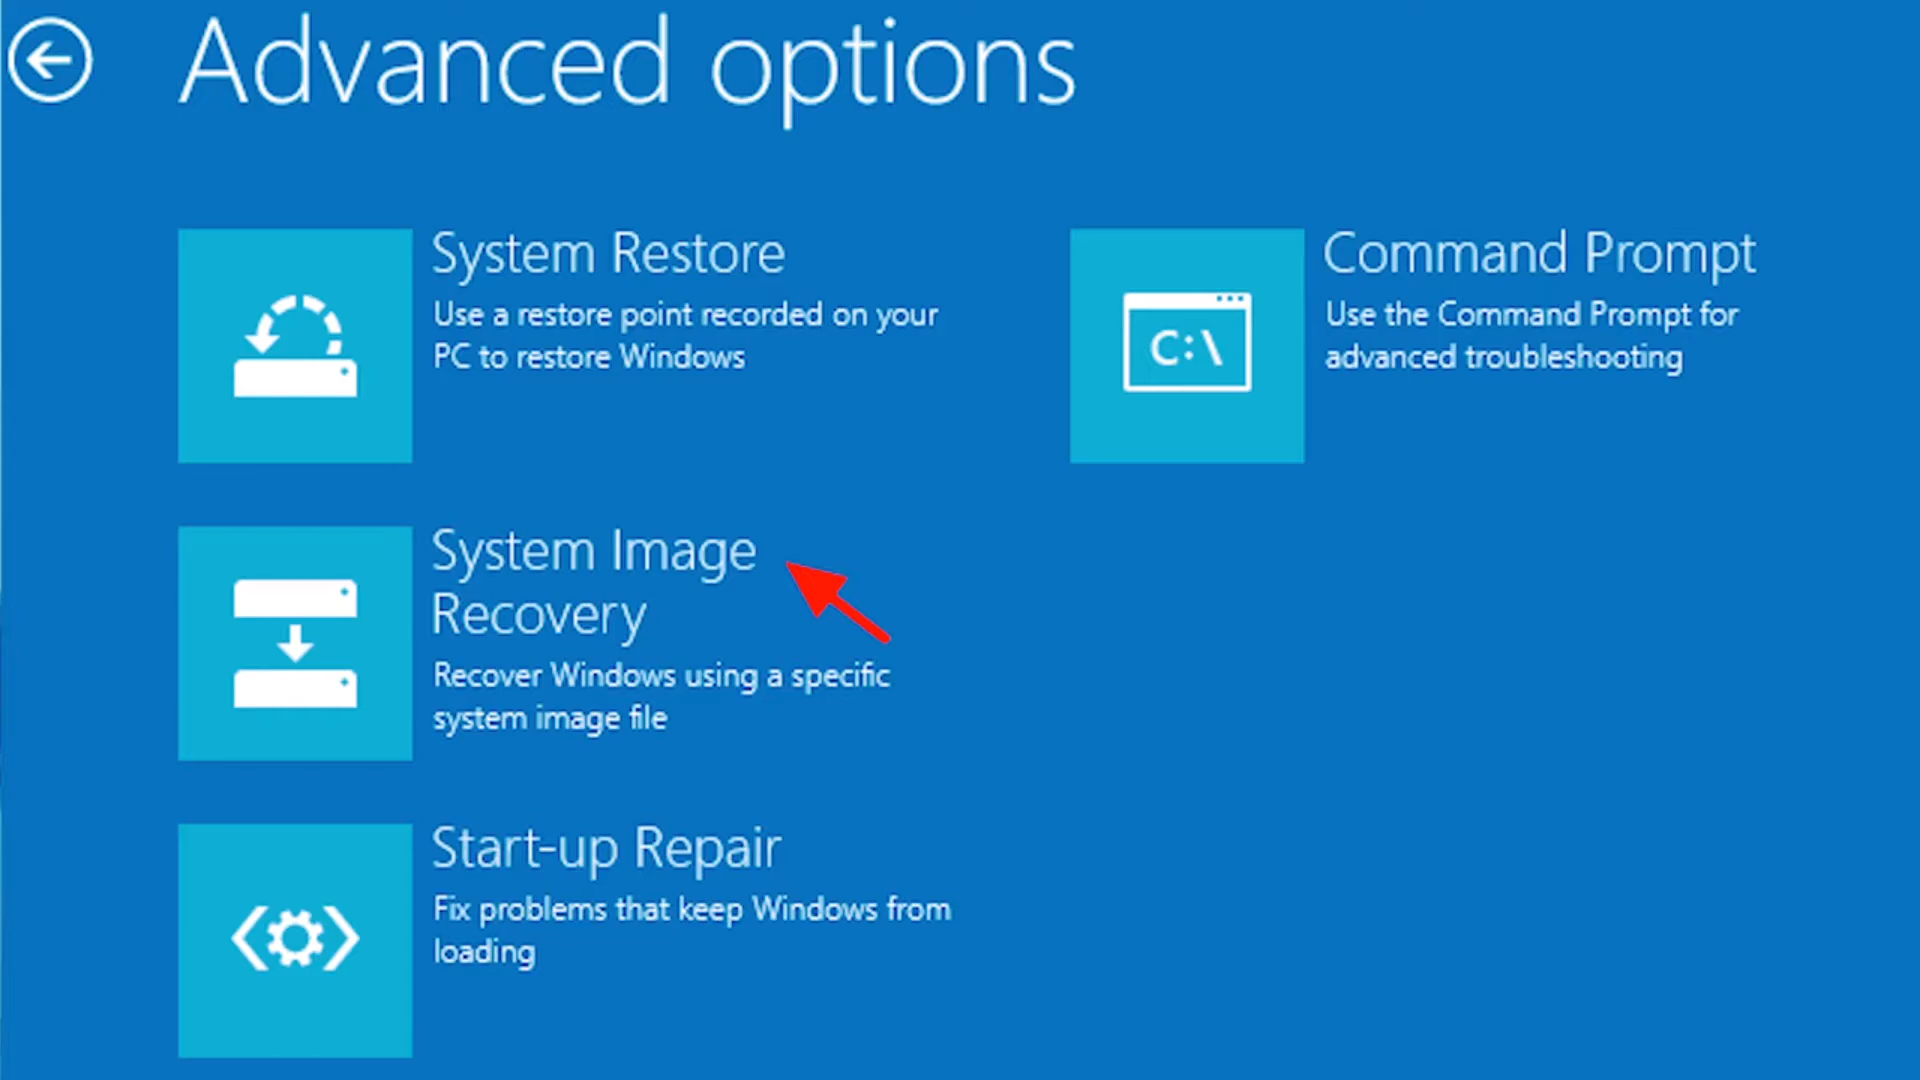 Advanced options
System Restore
Use a restore point recorded on your
PC to restore Windows
Command Prompt
Use the Command Prompt for
advanced troubleshooting
C:\
System Image
Recovery
Recover Windows using a specific
system image file
Start-up Repair
Fix problems that keep Windows from
loading